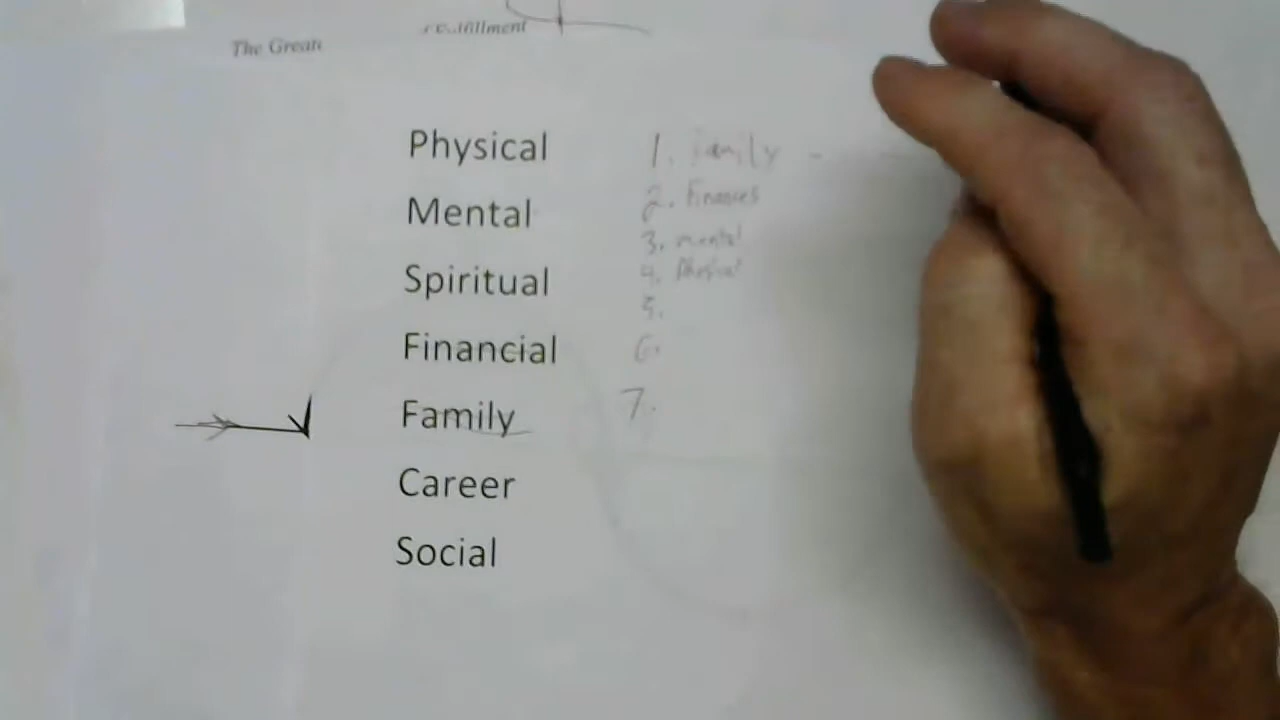 The
Physical
1. Family -
Mental
2. Finances
3. mental
Spiritual
4. Physical
5.
Financial
6.
Family
7.
Career
Social